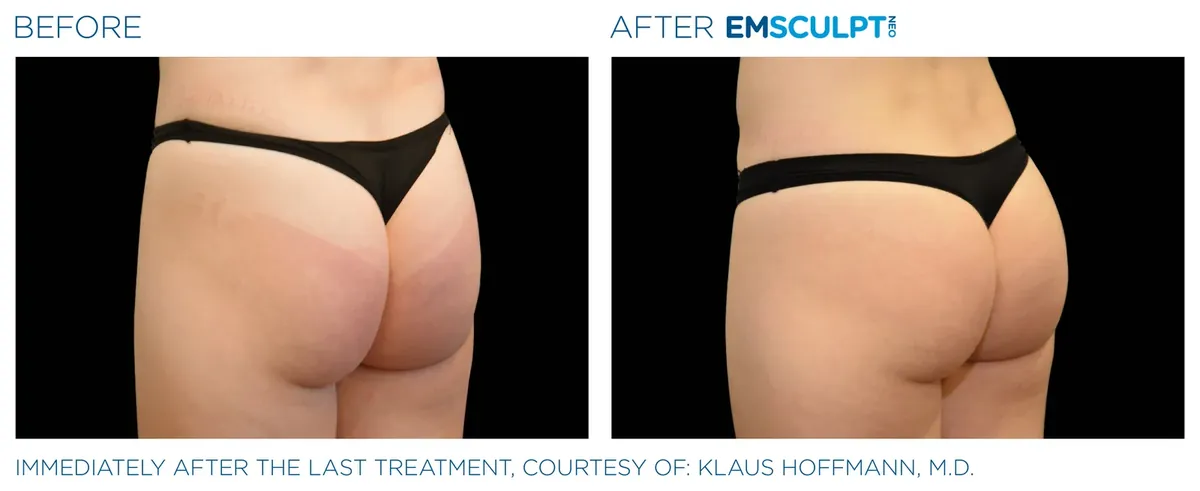 BEFORE
AFTER EMSCULPT NEO
IMMEDIATELY AFTER THE LAST TREATMENT, COURTESY OF: KLAUS HOFFMANN, M.D.